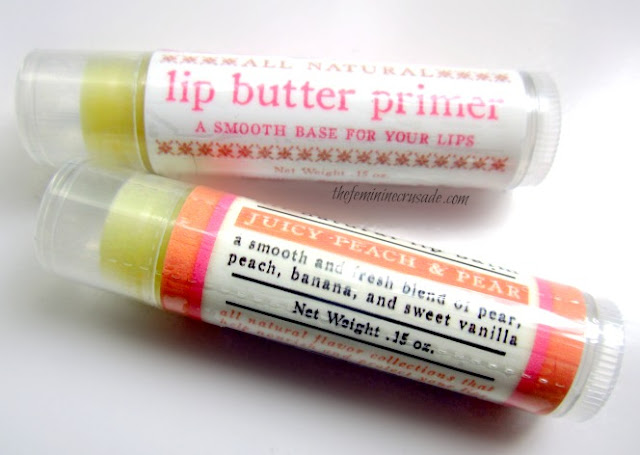 ALL NATURAL
lip butter primer
A SMOOTH BASE FOR YOUR LIPS
Net Weight .15 oz.
thefemininecrusade.com
lip balm
JUICY PEACH & PEAR
a smooth and fresh blend of pear,
peach, banana, and sweet vanilla
Net Weight .15 oz.
all natural flavor collections that